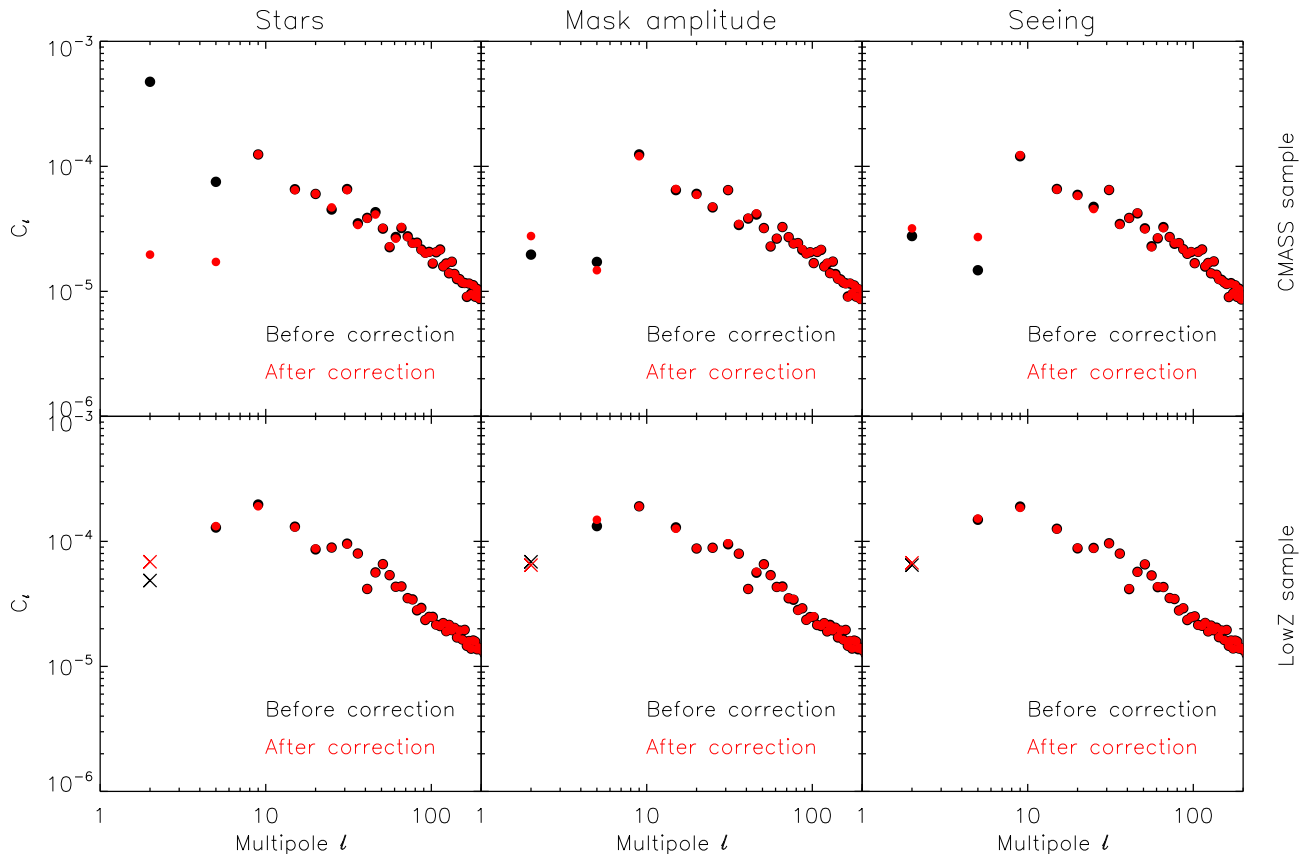 Stars Mask amplitude Seeing
10⁻³
10⁻⁴
10⁻⁵
10⁻⁶
C_ℓ
Before correction
After correction
Before correction
After correction
Before correction
After correction
CMASS sample
10⁻³
10⁻⁴
10⁻⁵
10⁻⁶
C_ℓ
Before correction
After correction
Before correction
After correction
Before correction
After correction
LowZ sample
1 10 100 1 10 100 1 10 100
Multipole ℓ Multipole ℓ Multipole ℓ